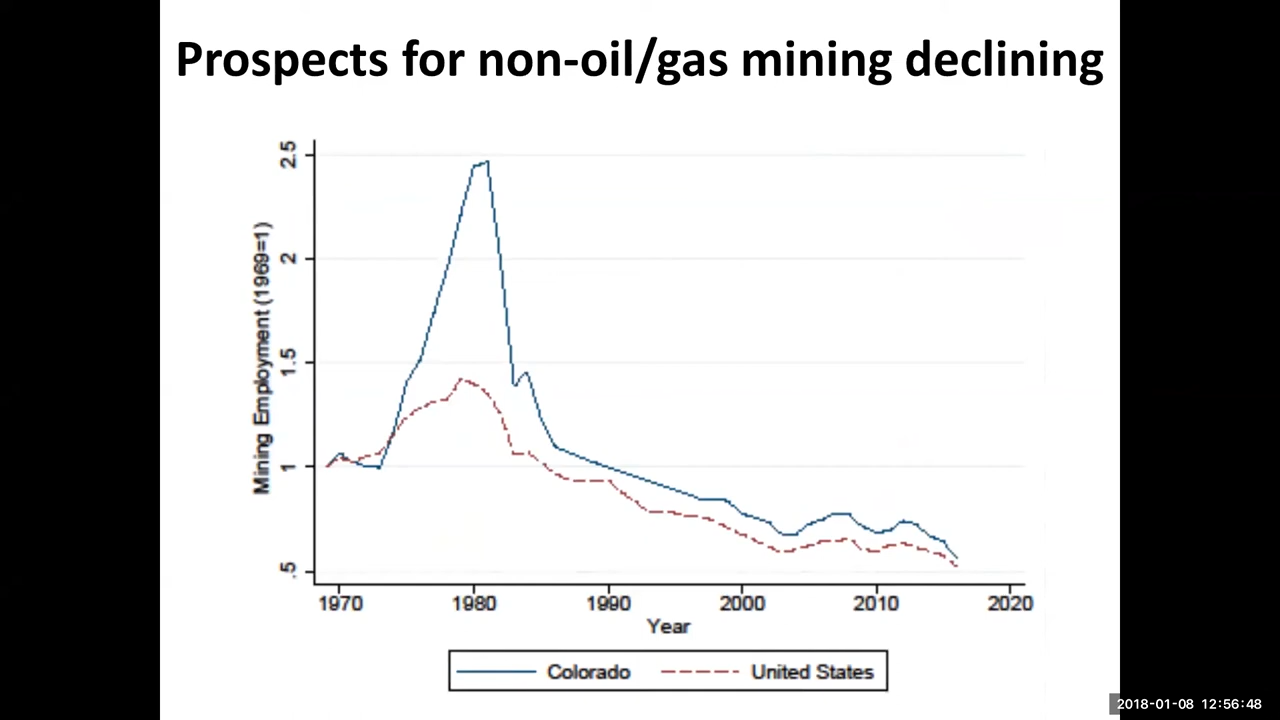 Prospects for non-oil/gas mining declining
Mining Employment (1969=1)
2.5
2
1.5
1
.5
1970 1980 1990 2000 2010 2020
Year
Colorado United States
2018-01-08 12:56:48